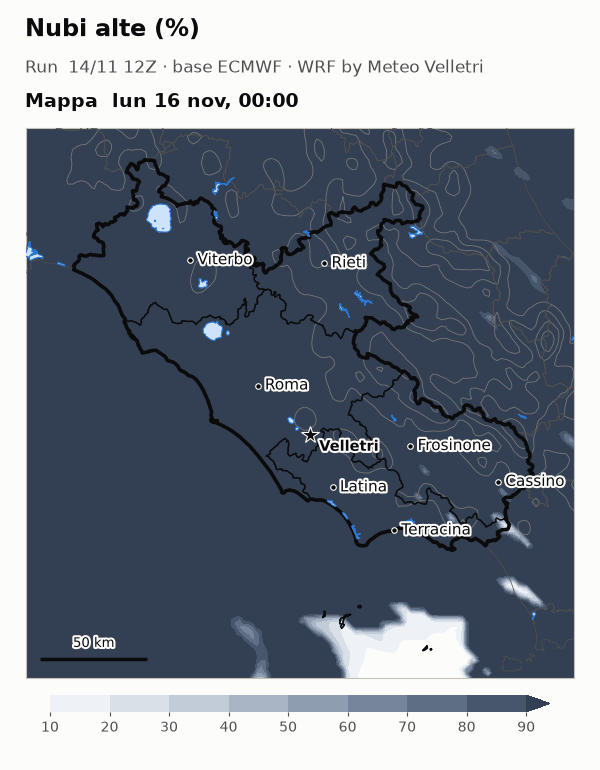 Nubi alte (%)
Run 14/11 12Z · base ECMWF · WRF by Meteo Velletri
Mappa lun 16 nov, 00:00
Viterbo
Rieti
Roma
Velletri
Frosinone
Cassino
Latina
Terracina
50 km
10 20 30 40 50 60 70 80 90